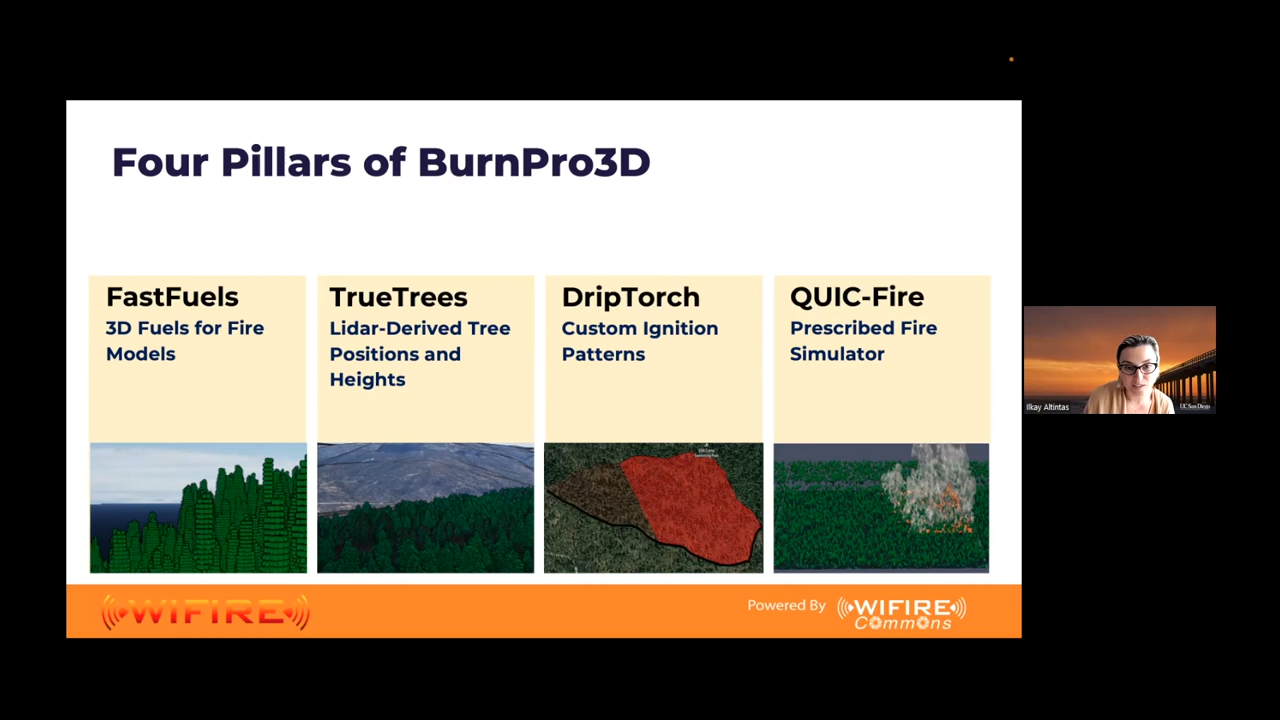 Four Pillars of BurnPro3D
FastFuels
3D Fuels for Fire
Models
TrueTrees
Lidar-Derived Tree
Positions and
Heights
DripTorch
Custom Ignition
Patterns
QUIC-Fire
Prescribed Fire
Simulator
WIFIRE
Powered By
WIFIRE
Commons
Ilkay Altintas
UC San Diego